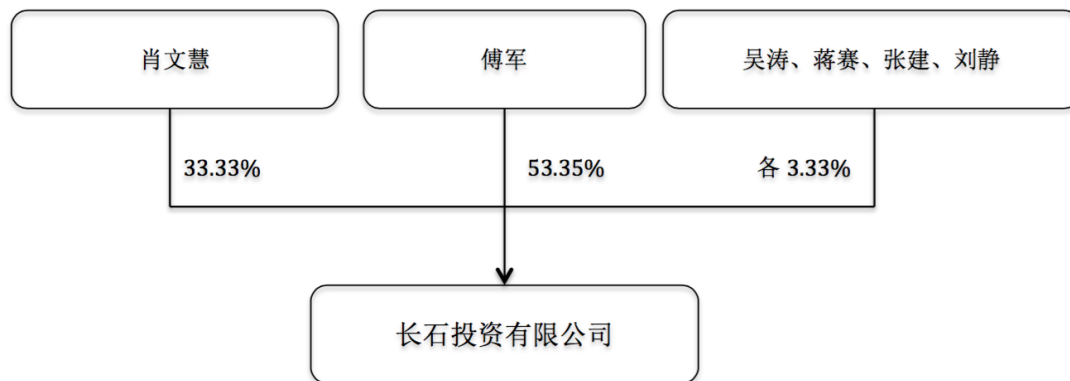 肖文慧
傅军
吴涛、蒋赛、张建、刘静
33.33%
53.35%
各 3.33%
长石投资有限公司